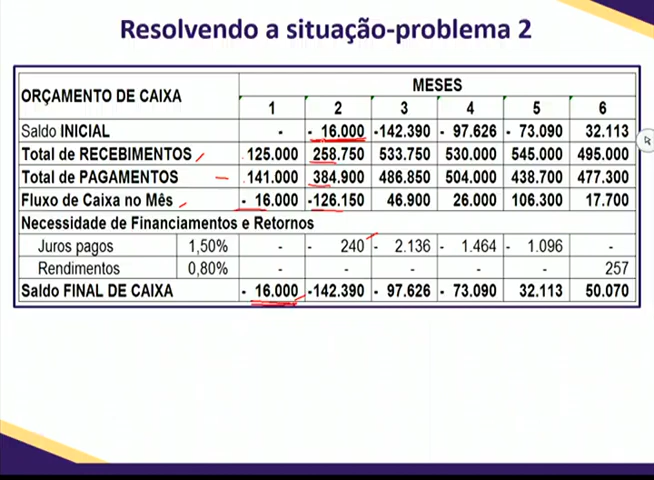 Resolvendo a situação-problema 2
ORÇAMENTO DE CAIXA MESES
1 2 3 4 5 6
Saldo INICIAL - - 16.000 -142.390 - 97.626 - 73.090 32.113
Total de RECEBIMENTOS 125.000 258.750 533.750 530.000 545.000 495.000
Total de PAGAMENTOS 141.000 384.900 486.850 504.000 438.700 477.300
Fluxo de Caixa no Mês - 16.000 -126.150 46.900 26.000 106.300 17.700
Necessidade de Financiamentos e Retornos
Juros pagos 1,50% - - 240 - 2.136 - 1.464 - 1.096 -
Rendimentos 0,80% - - - - - 257
Saldo FINAL DE CAIXA - 16.000 -142.390 - 97.626 - 73.090 32.113 50.070